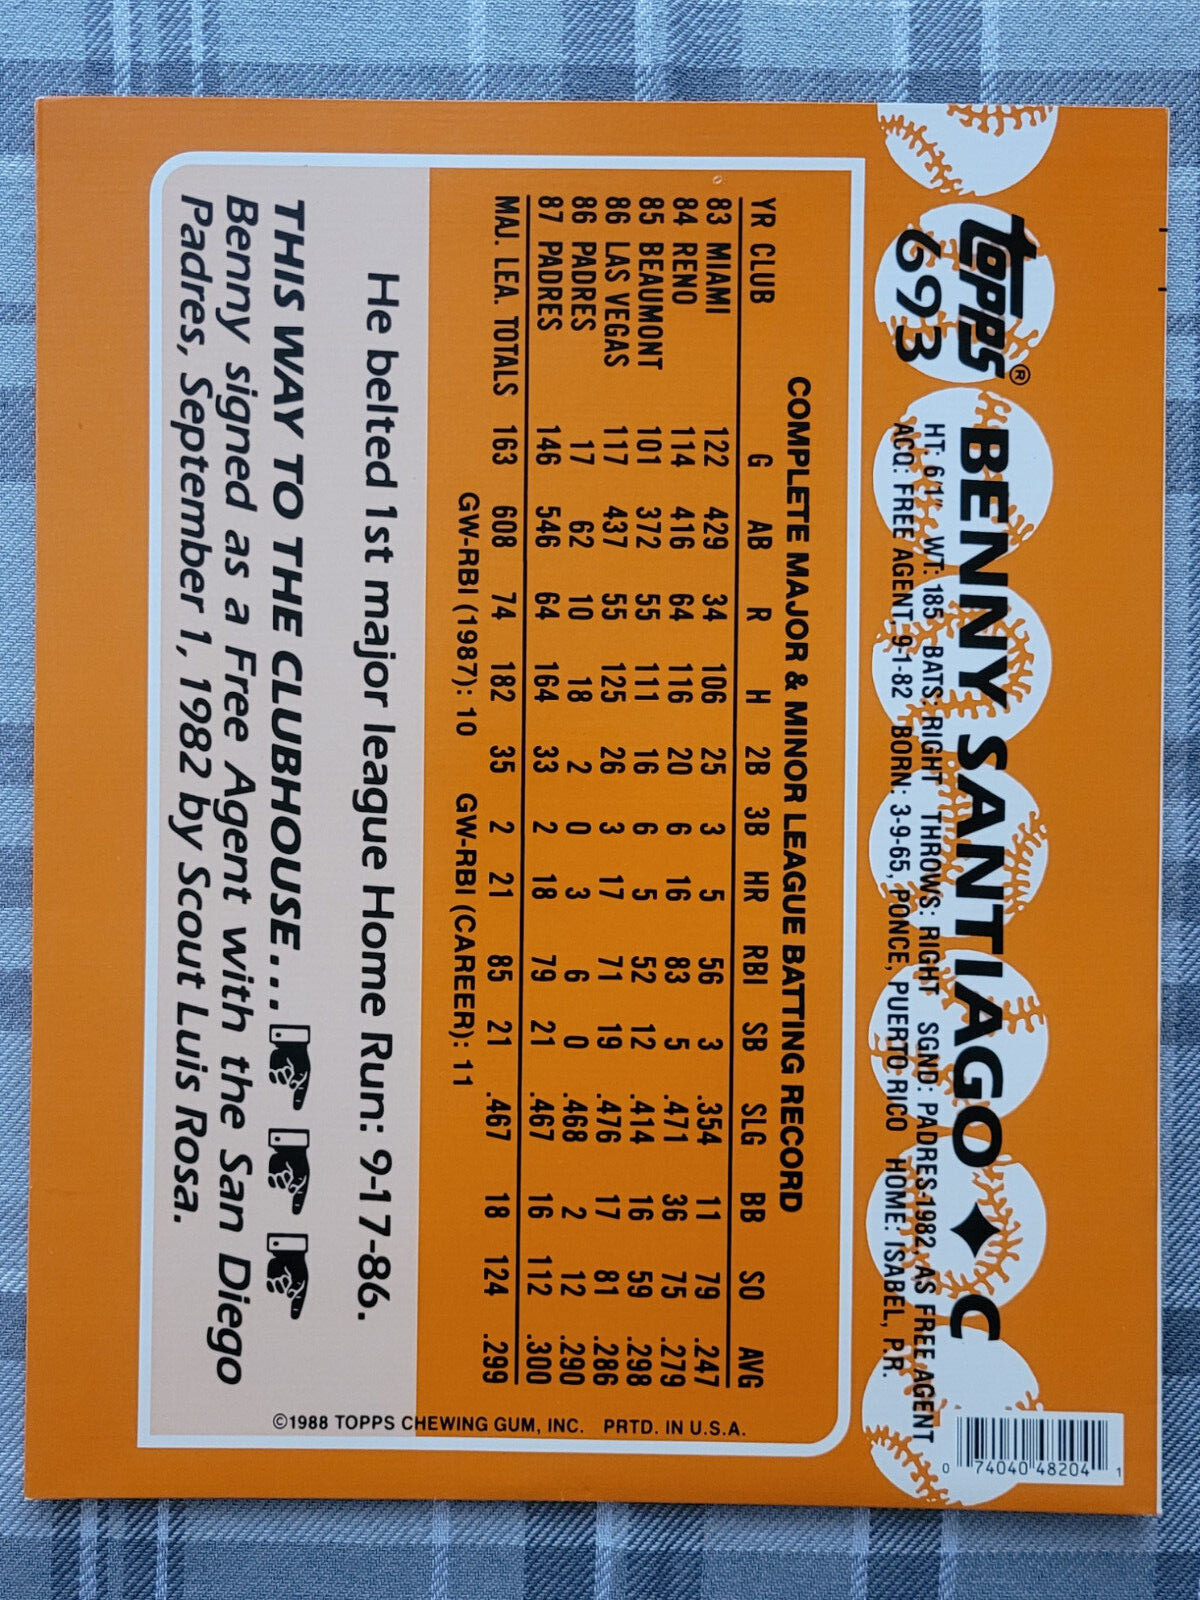 TOPPS®
693
BENNY SANTIAGO ♦ C
HT: 6'1" WT: 185 BATS: RIGHT THROWS: RIGHT SGND: PADRES-1982, AS FREE AGENT
ACQ: FREE AGENT, 9-1-82 BORN: 3-9-65, PONCE, PUERTO RICO HOME: ISABEL, P.R.
0 74040 48204 1
COMPLETE MAJOR & MINOR LEAGUE BATTING RECORD
YR CLUB G AB R H 2B 3B HR RBI SB SLG BB SO AVG
83 MIAMI 122 429 34 106 25 3 5 56 3 .354 11 79 .247
84 RENO 114 416 64 116 20 6 16 83 5 .471 36 75 .279
85 BEAUMONT 101 372 55 111 16 6 5 52 12 .414 16 59 .298
86 LAS VEGAS 117 437 55 125 26 3 17 71 19 .476 17 81 .286
86 PADRES 17 62 10 18 2 0 3 6 0 .468 2 12 .290
87 PADRES 146 546 64 164 33 2 18 79 21 .467 16 112 .300
MAJ. LEA. TOTALS 163 608 74 182 35 2 21 85 21 .467 18 124 .299
GW-RBI (1987): 10 GW-RBI (CAREER): 11
He belted 1st major league Home Run: 9-17-86.
THIS WAY TO THE CLUBHOUSE...
Benny signed as a Free Agent with the San Diego
Padres, September 1, 1982 by Scout Luis Rosa.
©1988 TOPPS CHEWING GUM, INC. PRTD. IN U.S.A.